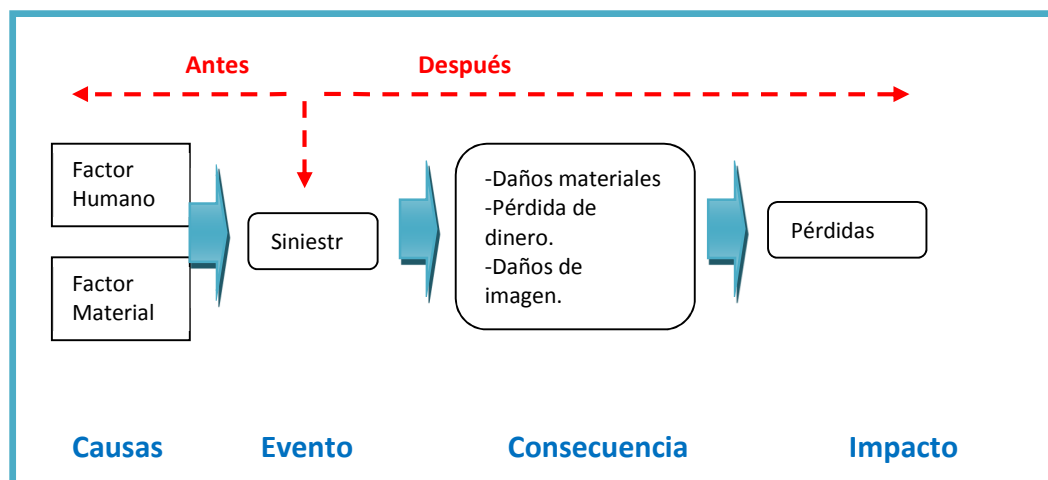 Antes
Después
Factor
Humano
Factor
Material
Siniestr
-Daños materiales
-Pérdida de
dinero.
-Daños de
imagen.
Pérdidas
Causas
Evento
Consecuencia
Impacto